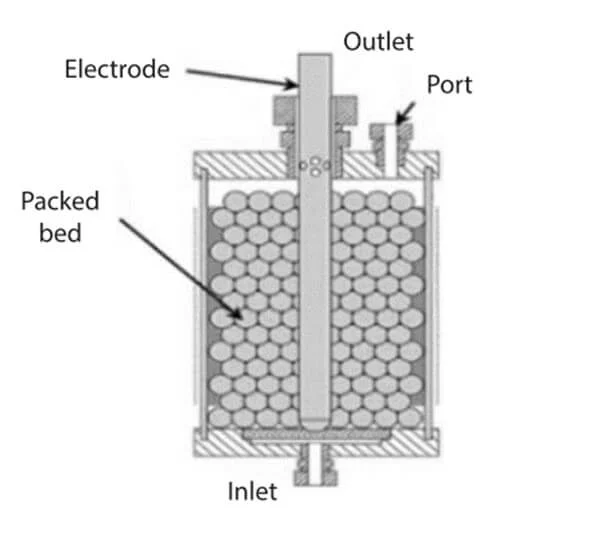 Outlet
Electrode
Port
Packed
bed
Inlet